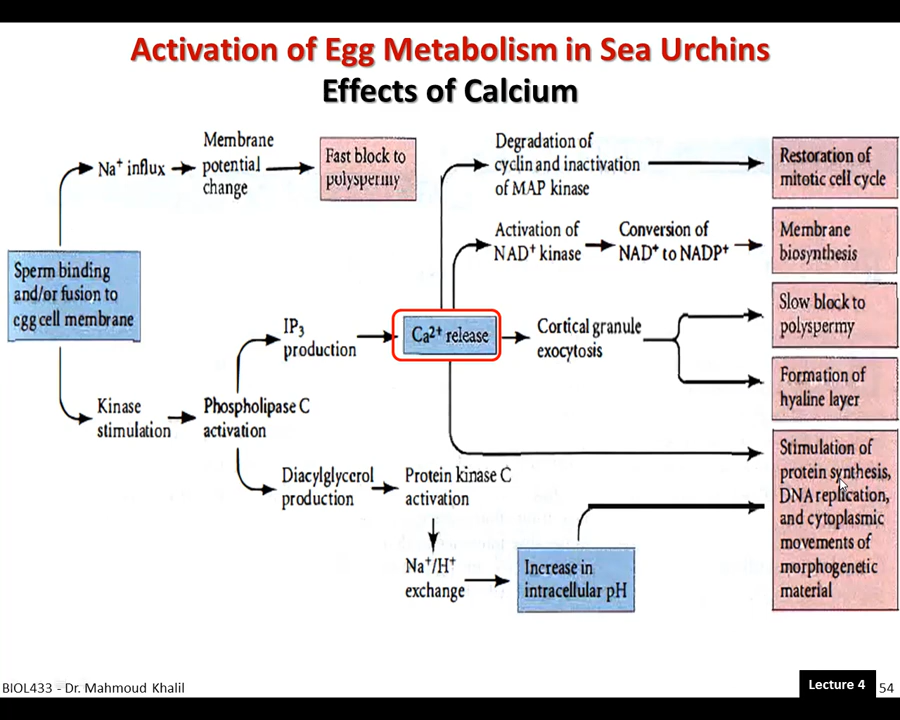 Activation of Egg Metabolism in Sea Urchins
Effects of Calcium
Na⁺ influx
Membrane
potential
change
Fast block to
polyspermy
Degradation of
cyclin and inactivation
of MAP kinase
Restoration of
mitotic cell cycle
Activation of
NAD⁺ kinase
Conversion of
NAD⁺ to NADP⁺
Membrane
biosynthesis
Sperm binding
and/or fusion to
egg cell membrane
IP₃
production
Ca²⁺ release
Cortical granule
exocytosis
Slow block to
polyspermy
Formation of
hyaline layer
Kinase
stimulation
Phospholipase C
activation
Diacylglycerol
production
Protein kinase C
activation
Na⁺/H⁺
exchange
Increase in
intracellular pH
Stimulation of
protein synthesis,
DNA replication,
and cytoplasmic
movements of
morphogenetic
material
BIOL433 - Dr. Mahmoud Khalil
Lecture 4
54